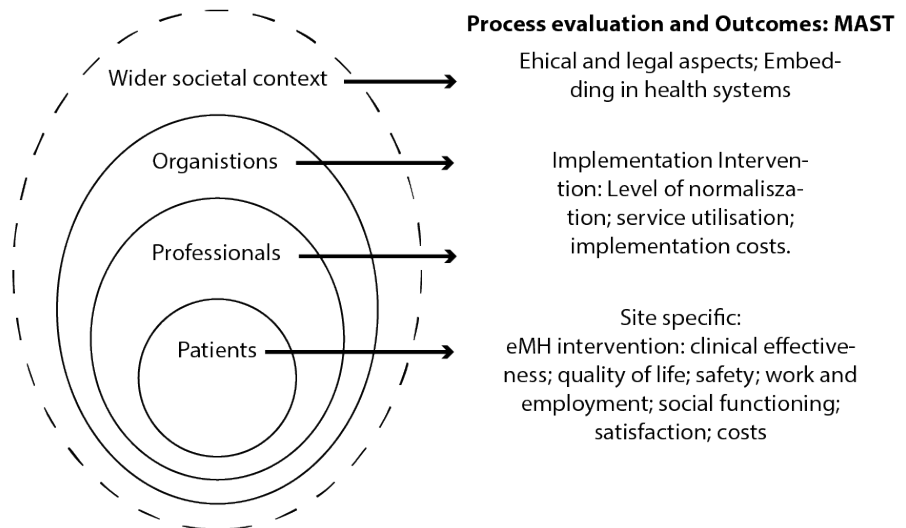 Process evaluation and Outcomes: MAST
Wider societal context
Ehical and legal aspects; Embed-
ding in health systems
Organistions
Implementation Interven-
tion: Level of normalisza-
tion; service utilisation;
implementation costs.
Professionals
Patients
Site specific:
eMH intervention: clinical effective-
ness; quality of life; safety; work and
employment; social functioning;
satisfaction; costs